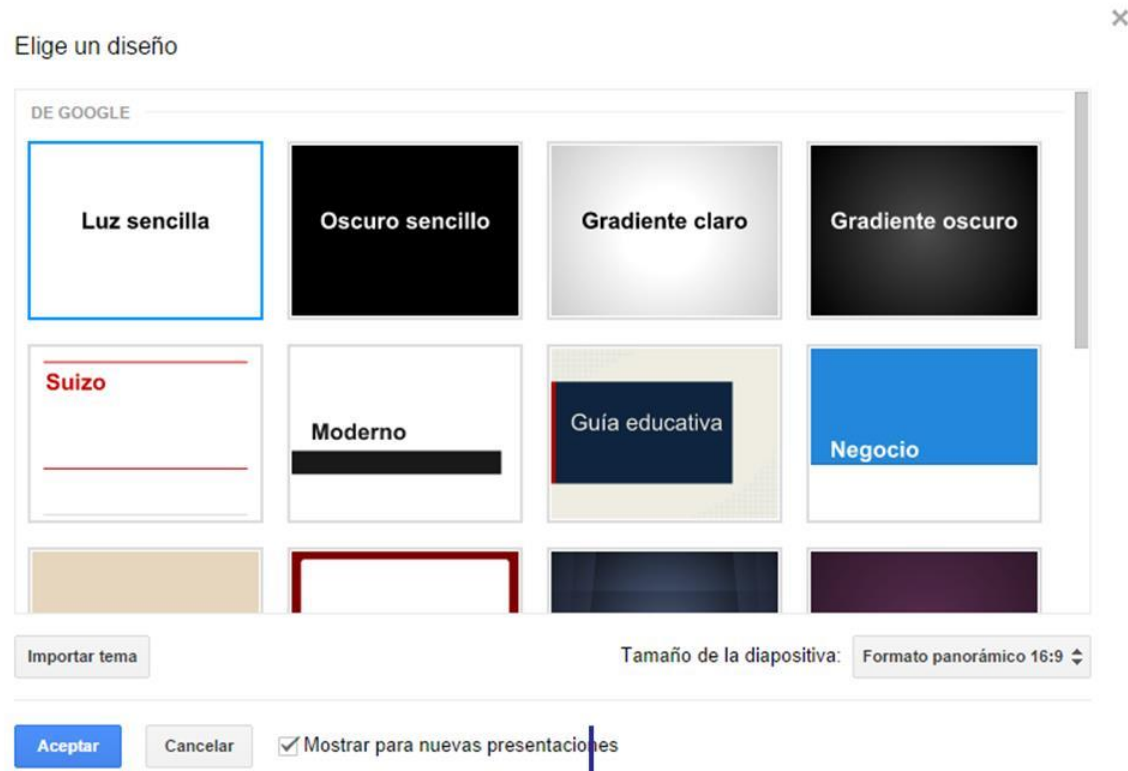 Elige un diseño
DE GOOGLE
Luz sencilla
Oscuro sencillo
Gradiente claro
Gradiente oscuro
Suizo
Moderno
Guía educativa
Negocio
Importar tema
Tamaño de la diapositiva: Formato panorámico 16:9
Aceptar Cancelar Mostrar para nuevas presentaciones